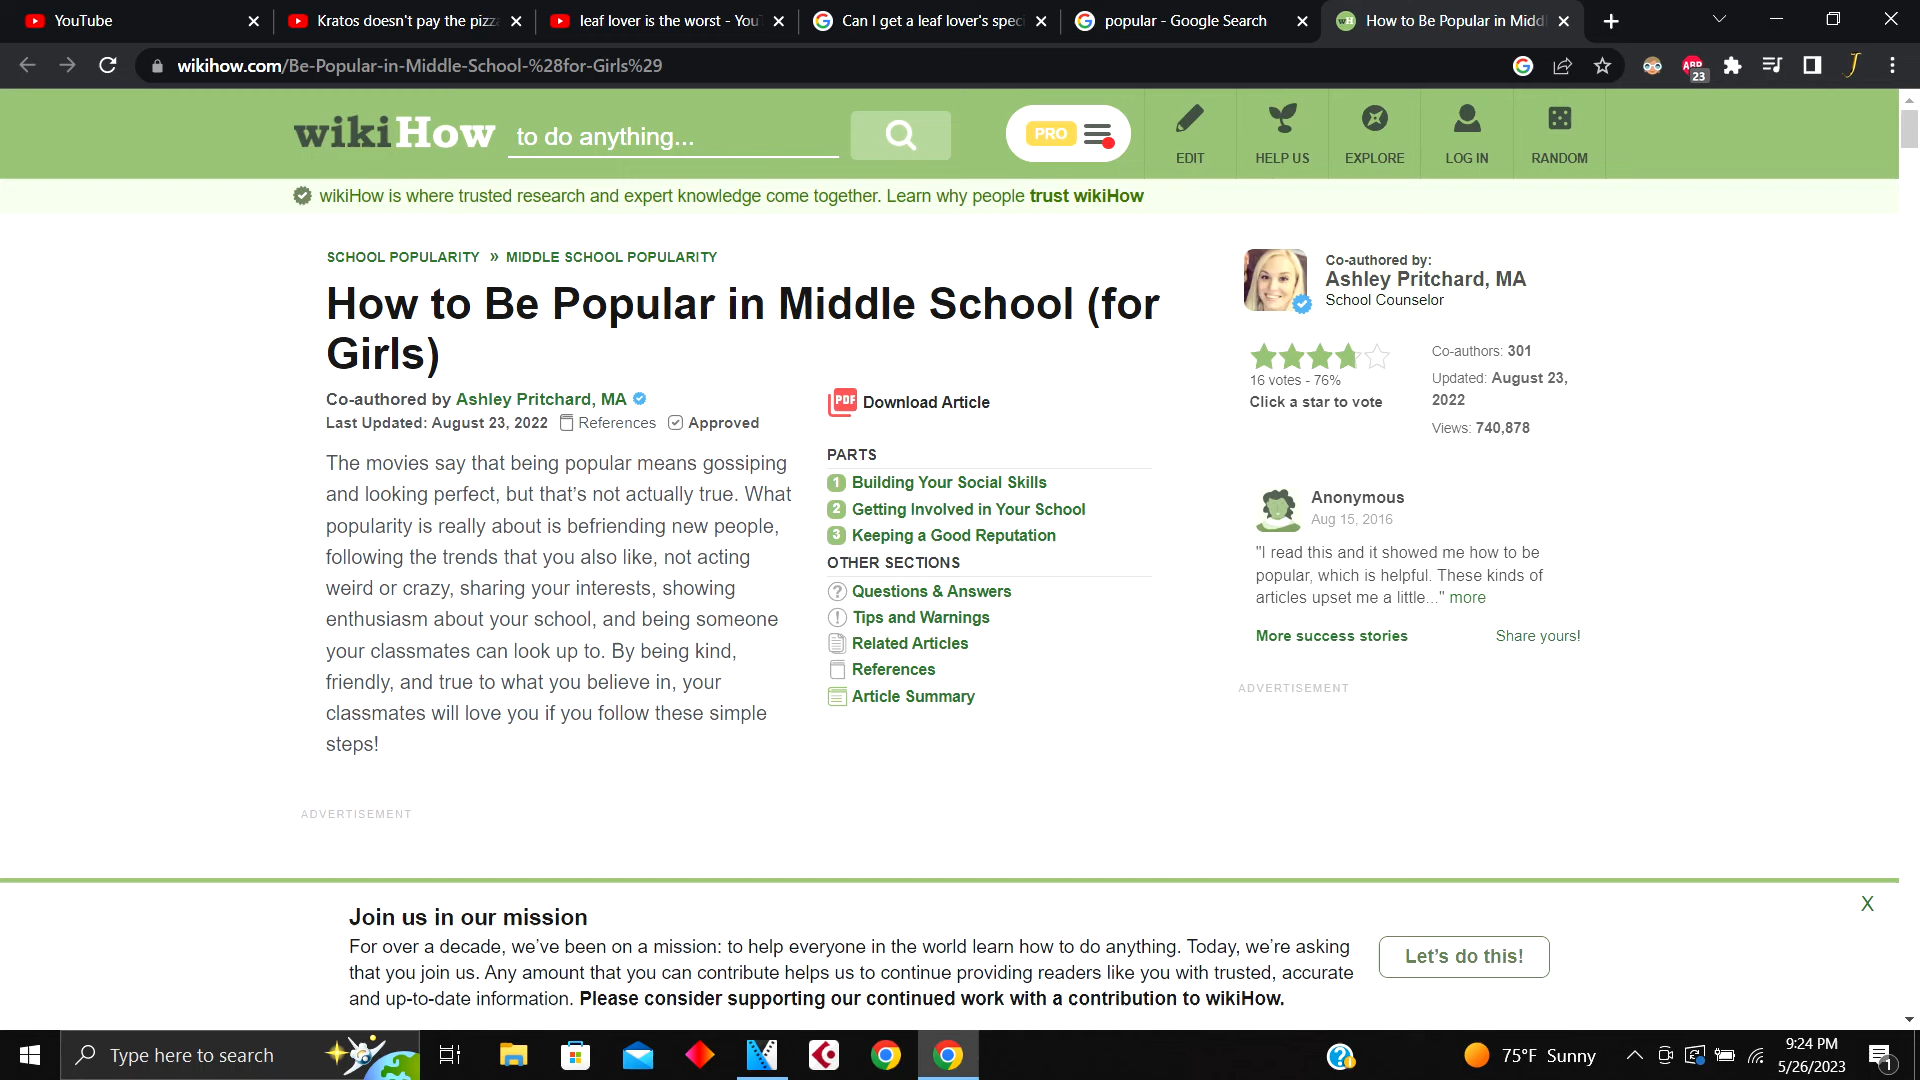 YouTube
Kratos doesn't pay the pizza
leaf lover is the worst - YouT
Can I get a leaf lover's speci
popular - Google Search
How to Be Popular in Middl
wikihow.com/Be-Popular-in-Middle-School-%28for-Girls%29
ABP
23
wikiHow to do anything...
PRO
EDIT
HELP US
EXPLORE
LOG IN
RANDOM
wikiHow is where trusted research and expert knowledge come together. Learn why people trust wikiHow
SCHOOL POPULARITY » MIDDLE SCHOOL POPULARITY
How to Be Popular in Middle School (for
Girls)
Co-authored by Ashley Pritchard, MA
Last Updated: August 23, 2022 References Approved
The movies say that being popular means gossiping
and looking perfect, but that's not actually true. What
popularity is really about is befriending new people,
following the trends that you also like, not acting
weird or crazy, sharing your interests, showing
enthusiasm about your school, and being someone
your classmates can look up to. By being kind,
friendly, and true to what you believe in, your
classmates will love you if you follow these simple
steps!
PDF Download Article
PARTS
1 Building Your Social Skills
2 Getting Involved in Your School
3 Keeping a Good Reputation
OTHER SECTIONS
? Questions & Answers
! Tips and Warnings
Related Articles
References
Article Summary
Co-authored by:
Ashley Pritchard, MA
School Counselor
16 votes - 76%
Click a star to vote
Co-authors: 301
Updated: August 23,
2022
Views: 740,878
Anonymous
Aug 15, 2016
"I read this and it showed me how to be
popular, which is helpful. These kinds of
articles upset me a little..." more
More success stories
Share yours!
ADVERTISEMENT
ADVERTISEMENT
X
Join us in our mission
For over a decade, we've been on a mission: to help everyone in the world learn how to do anything. Today, we're asking
that you join us. Any amount that you can contribute helps us to continue providing readers like you with trusted, accurate
and up-to-date information. Please consider supporting our continued work with a contribution to wikiHow.
Let's do this!
Type here to search
75°F Sunny
9:24 PM
5/26/2023
1